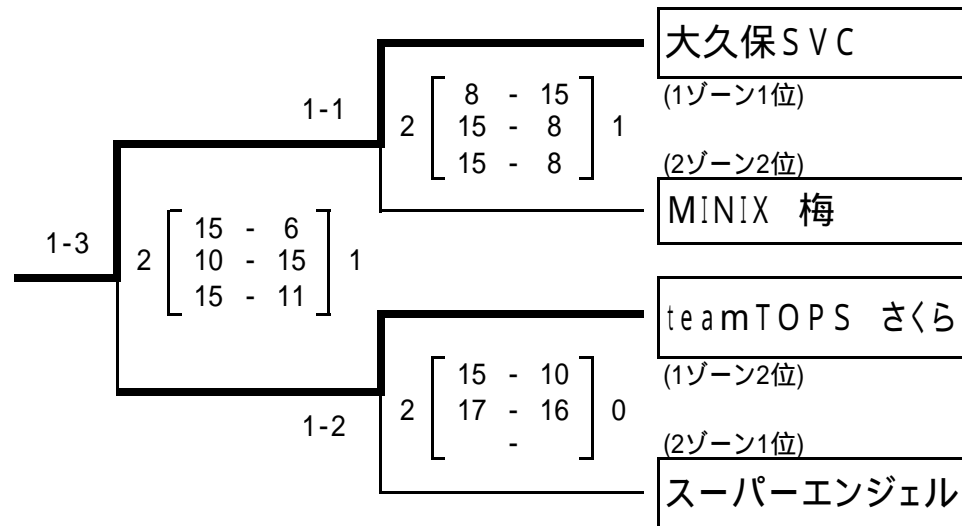 大久保SVC
(1ゾーン1位)
1-1
2 8 - 15 1
15 - 8
15 - 8
(2ゾーン2位)
MINIX 梅
1-3
2 15 - 6 1
10 - 15
15 - 11
teamTOPS さくら
(1ゾーン2位)
1-2
2 15 - 10 0
17 - 16
-
(2ゾーン1位)
スーパーエンジェル